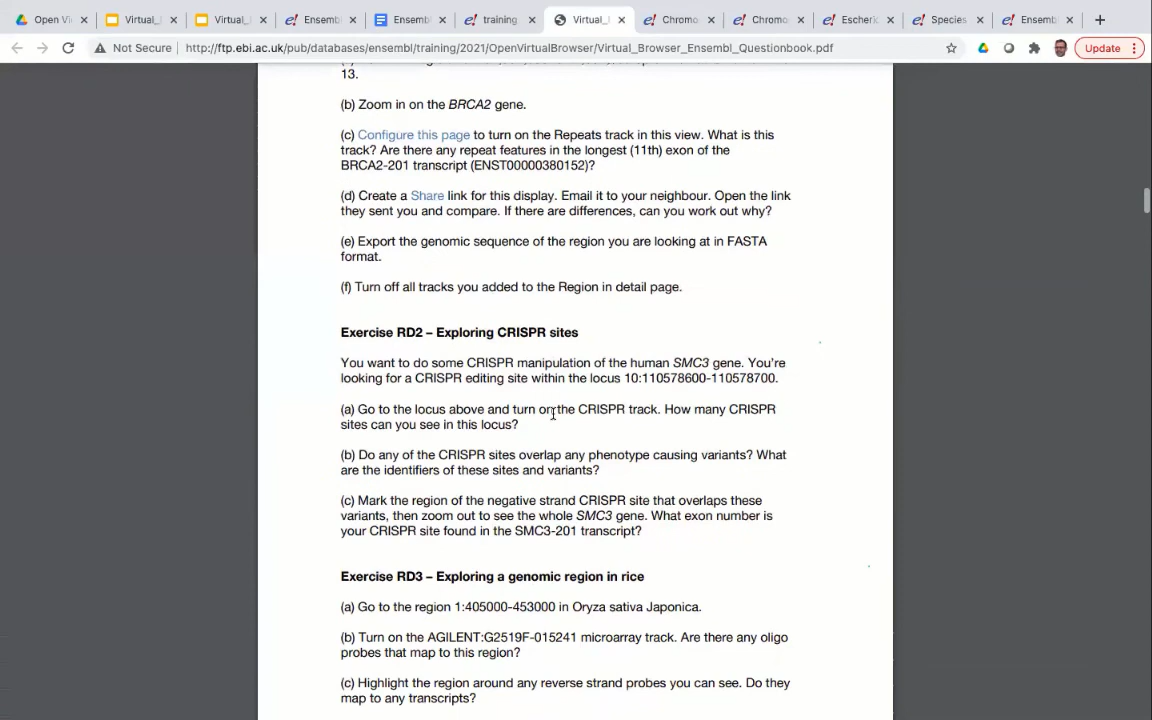 Open Vi
Virtual_
Virtual_
Ensembl
Ensembl
training
Virtual_
Chromo
Chromo
Escheric
Species
Ensembl
Not Secure
http://ftp.ebi.ac.uk/pub/databases/ensembl/training/2021/OpenVirtualBrowser/Virtual_Browser_Ensembl_Questionbook.pdf
Update
13.
(b) Zoom in on the BRCA2 gene.
(c) Configure this page to turn on the Repeats track in this view. What is this
track? Are there any repeat features in the longest (11th) exon of the
BRCA2-201 transcript (ENST00000380152)?
(d) Create a Share link for this display. Email it to your neighbour. Open the link
they sent you and compare. If there are differences, can you work out why?
(e) Export the genomic sequence of the region you are looking at in FASTA
format.
(f) Turn off all tracks you added to the Region in detail page.
Exercise RD2 – Exploring CRISPR sites
You want to do some CRISPR manipulation of the human SMC3 gene. You're
looking for a CRISPR editing site within the locus 10:110578600-110578700.
(a) Go to the locus above and turn on the CRISPR track. How many CRISPR
sites can you see in this locus?
(b) Do any of the CRISPR sites overlap any phenotype causing variants? What
are the identifiers of these sites and variants?
(c) Mark the region of the negative strand CRISPR site that overlaps these
variants, then zoom out to see the whole SMC3 gene. What exon number is
your CRISPR site found in the SMC3-201 transcript?
Exercise RD3 – Exploring a genomic region in rice
(a) Go to the region 1:405000-453000 in Oryza sativa Japonica.
(b) Turn on the AGILENT:G2519F-015241 microarray track. Are there any oligo
probes that map to this region?
(c) Highlight the region around any reverse strand probes you can see. Do they
map to any transcripts?